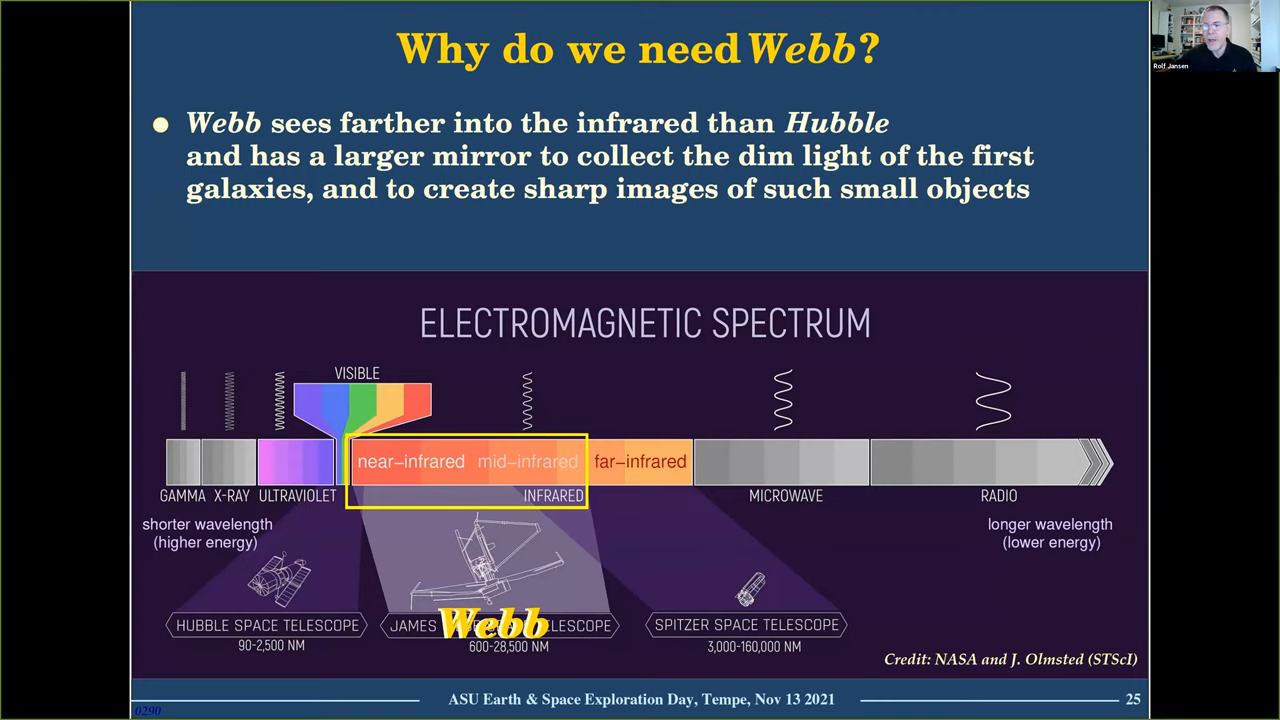 Why do we need Webb?
Rolf Jansen
● Webb sees farther into the infrared than Hubble
and has a larger mirror to collect the dim light of the first
galaxies, and to create sharp images of such small objects
ELECTROMAGNETIC SPECTRUM
VISIBLE
near–infrared mid–infrared far–infrared
GAMMA X-RAY ULTRAVIOLET INFRARED MICROWAVE RADIO
shorter wavelength
(higher energy)
longer wavelength
(lower energy)
HUBBLE SPACE TELESCOPE
90-2,500 NM
JAMES TELESCOPE
Webb
600-28,500 NM
SPITZER SPACE TELESCOPE
3,000-160,000 NM
Credit: NASA and J. Olmsted (STScI)
ASU Earth & Space Exploration Day, Tempe, Nov 13 2021
25
0290